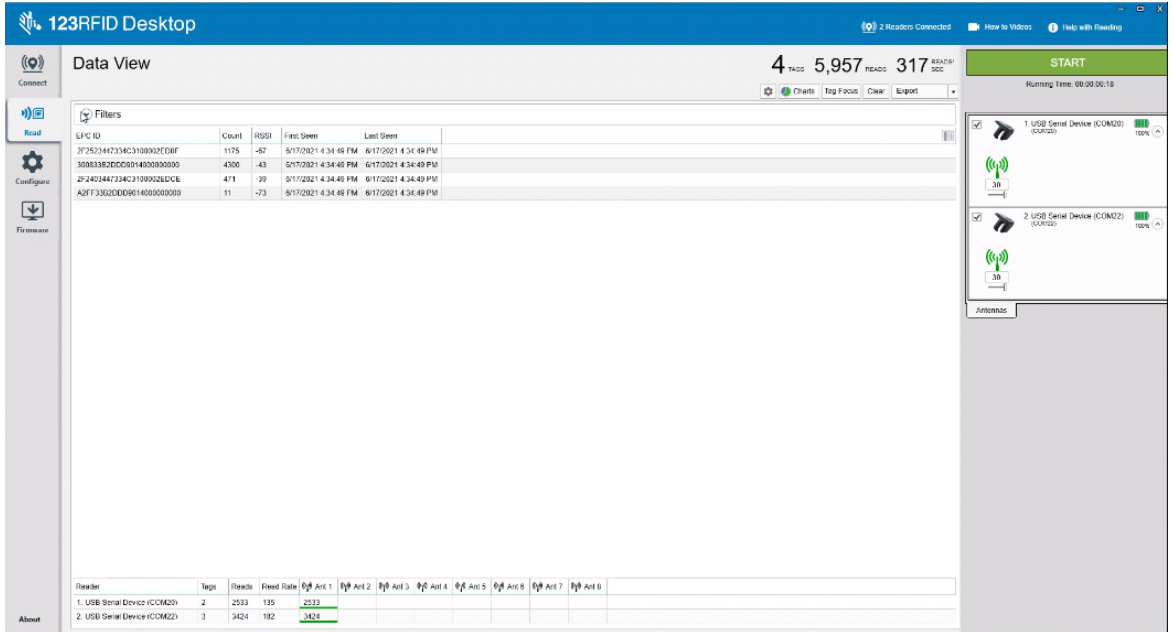 123RFID Desktop
2 Readers Connected How to Videos Help with Reading
Connect
Read
Configure
Firmware
About
Data View
4 TAGS 5,957 READS 317 READS/ SEC
Charts Tag Focus Clear Export
Filters
EPC ID Count RSSI First Seen Last Seen
2F2523447334C3100002ED8F 1175 -67 6/17/2021 4:34:49 PM 6/17/2021 4:34:49 PM
300833B2DDD9014000000000 4300 -43 6/17/2021 4:34:49 PM 6/17/2021 4:34:49 PM
2F2403447334C3100002EDCE 471 -39 6/17/2021 4:34:49 PM 6/17/2021 4:34:49 PM
A2FF33B2DDD9014000000000 11 -73 6/17/2021 4:34:49 PM 6/17/2021 4:34:49 PM
Reader Tags Reads Read Rate Ant 1 Ant 2 Ant 3 Ant 4 Ant 5 Ant 6 Ant 7 Ant 8
1. USB Serial Device (COM20) 2 2533 135 2533
2. USB Serial Device (COM22) 3 3424 182 3424
START
Running Time: 00:00:00:18
1. USB Serial Device (COM20)
(COM20)
100%
30
2. USB Serial Device (COM22)
(COM22)
100%
30
Antennas